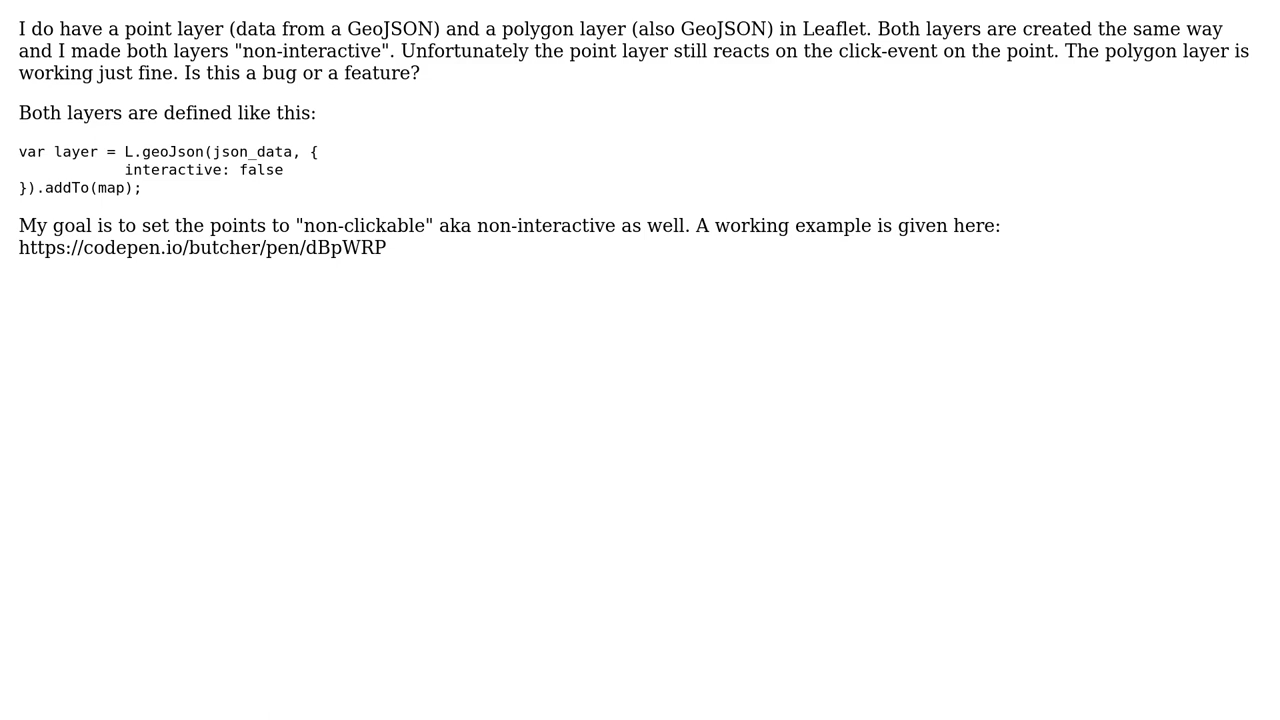 I do have a point layer (data from a GeoJSON) and a polygon layer (also GeoJSON) in Leaflet. Both layers are created the same way
and I made both layers "non-interactive". Unfortunately the point layer still reacts on the click-event on the point. The polygon layer is
working just fine. Is this a bug or a feature?
Both layers are defined like this:
var layer = L.geoJson(json_data, {
            interactive: false
}).addTo(map);
My goal is to set the points to "non-clickable" aka non-interactive as well. A working example is given here:
https://codepen.io/butcher/pen/dBpWRP